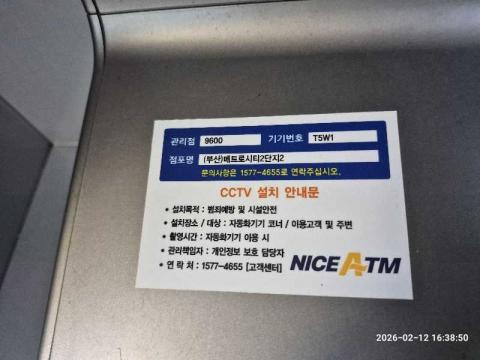 관리점 9600 기기번호 T5W1
점포명 (부산)메트로시티2단지2
문의사항은 1577-4655로 연락주십시오.
CCTV 설치 안내문
• 설치목적 : 범죄예방 및 시설안전
• 설치장소 / 대상 : 자동화기기 코너 / 이용고객 및 주변
• 촬영시간 : 자동화기기 이용 시
• 관리책임자 : 개인정보 보호 담당자
• 연 락 처 : 1577-4655 [고객센터]
NICE ATM
2026-02-12 16:38:50